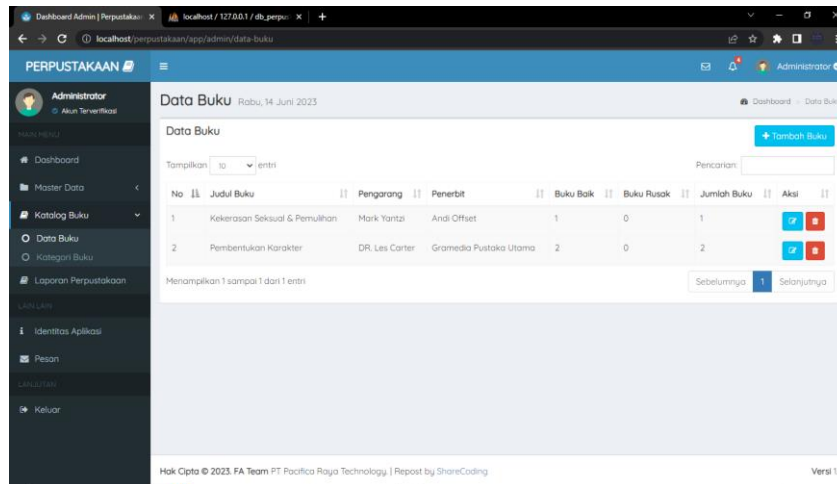 Dashboard Admin | Perpustakaan
localhost / 127.0.0.1 / db_perpus
localhost/perpustakaan/app/admin/data-buku
PERPUSTAKAAN
Administrator
Administrator
Akun Terverifikasi
Data Buku Rabu, 14 Juni 2023
Dashboard > Data Buku
MAIN MENU
Dashboard
Master Data
Katalog Buku
Data Buku
Kategori Buku
Laporan Perpustakaan
LAIN LAIN
Identitas Aplikasi
Pesan
LANJUTAN
Keluar
Data Buku
+ Tambah Buku
Tampilkan 10 entri
Pencarian:
No Judul Buku Pengarang Penerbit Buku Baik Buku Rusak Jumlah Buku Aksi
1 Kekerasan Seksual & Pemulihan Mark Yantzi Andi Offset 1 0 1
2 Pembentukan Karakter DR. Les Carter Gramedia Pustaka Utama 2 0 2
Menampilkan 1 sampai 1 dari 1 entri
Sebelumnya 1 Selanjutnya
Hak Cipta © 2023. FA Team PT Pacifica Raya Technology. | Repost by ShareCoding
Versi 1